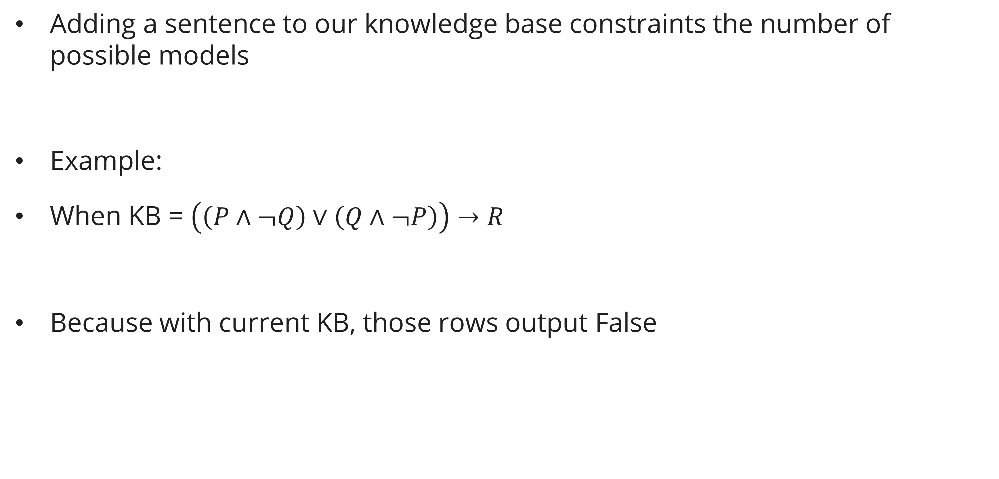 • Adding a sentence to our knowledge base constraints the number of
possible models
• Example:
• When KB = ((P ∧ ¬Q) ∨ (Q ∧ ¬P)) → R
• Because with current KB, those rows output False